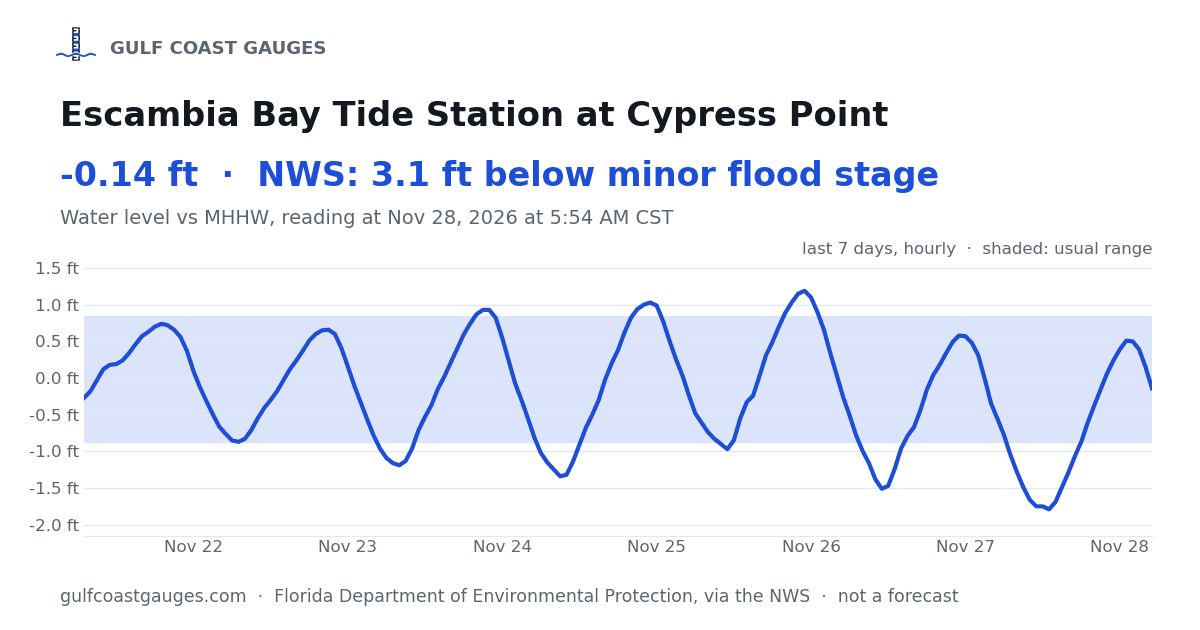 GULF COAST GAUGES
Escambia Bay Tide Station at Cypress Point
-0.14 ft · NWS: 3.1 ft below minor flood stage
Water level vs MHHW, reading at Nov 28, 2026 at 5:54 AM CST
last 7 days, hourly · shaded: usual range
1.5 ft
1.0 ft
0.5 ft
0.0 ft
-0.5 ft
-1.0 ft
-1.5 ft
-2.0 ft
Nov 22 Nov 23 Nov 24 Nov 25 Nov 26 Nov 27 Nov 28
gulfcoastgauges.com · Florida Department of Environmental Protection, via the NWS · not a forecast